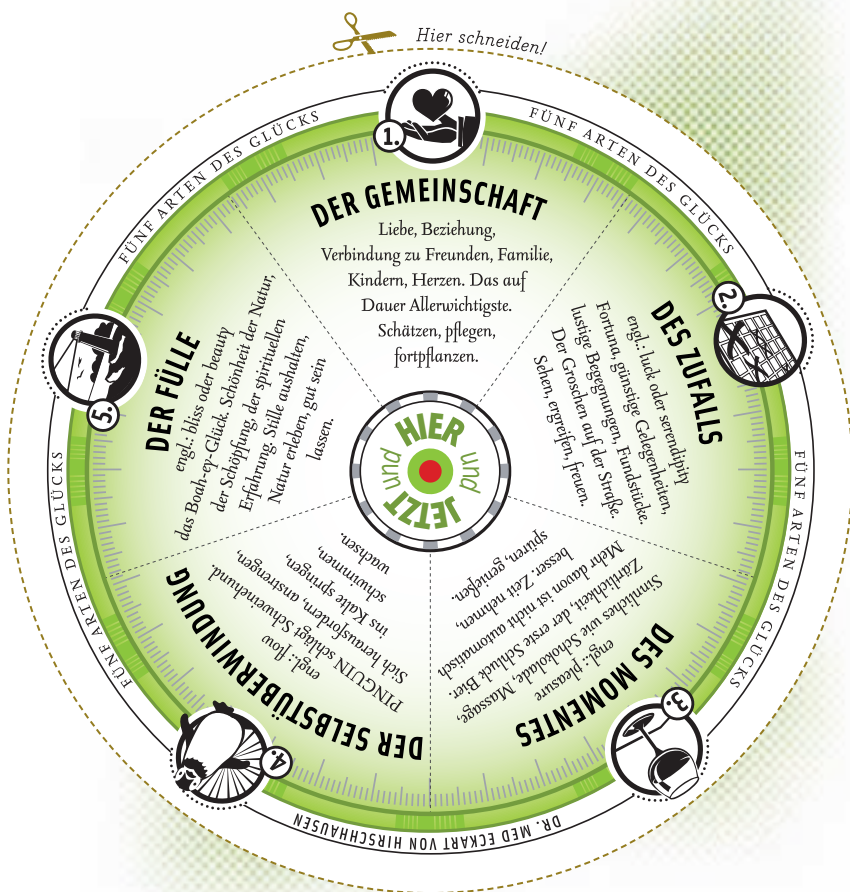 Hier schneiden!
FÜNF ARTEN DES GLÜCKS
FÜNF ARTEN DES GLÜCKS
1.
DER GEMEINSCHAFT
Liebe, Beziehung,
Verbindung zu Freunden, Familie,
Kindern, Herzen. Das auf
Dauer Allerwichtigste.
Schätzen, pflegen,
fortpflanzen.
2.
DES ZUFALLS
engl.: luck oder serendipity
Fortuna, günstige Gelegenheiten,
lustige Begegnungen, Fundstücke.
Der Groschen auf der Straße.
Sehen, ergreifen, freuen.
FÜNF ARTEN DES GLÜCKS
3.
DES MOMENTES
engl.: pleasure
Sinnliches wie Schokolade, Massage,
Zärtlichkeit, der erste Schluck Bier.
Mehr davon ist nicht automatisch
besser. Zeit nehmen,
spüren, genießen.
DR. MED ECKART VON HIRSCHHAUSEN
4.
DER SELBSTÜBERWINDUNG
engl.: flow
PINGUIN schlägt Schweinehund.
Sich herausfordern, anstrengen,
ins Kalte springen,
schwimmen,
wachsen.
FÜNF ARTEN DES GLÜCKS
FÜNF ARTEN DES GLÜCKS
5.
DER FÜLLE
engl.: bliss oder beauty
das Boah-ey-Glück. Schönheit der Natur,
der Schöpfung, der spirituellen
Erfahrung. Stille aushalten,
Natur erleben, gut sein
lassen.
HIER und
JETZT und